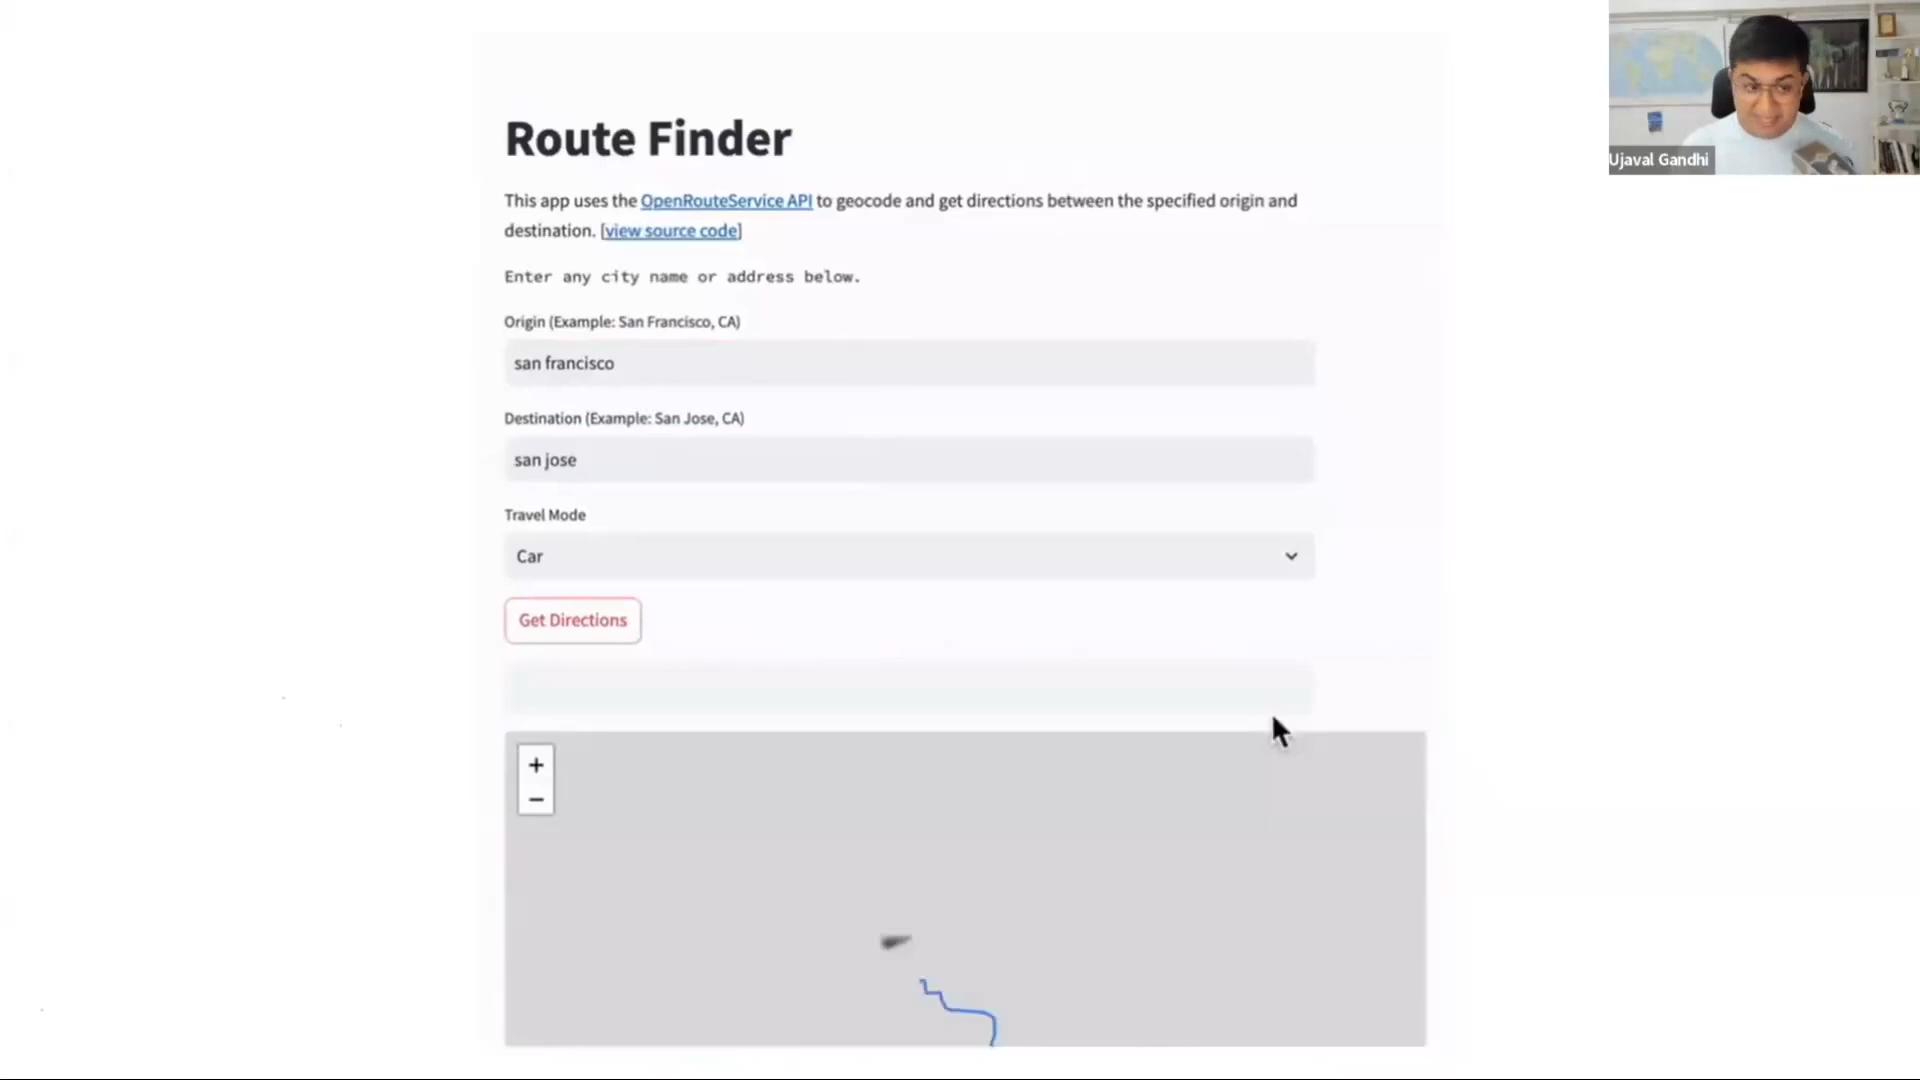 Route Finder
This app uses the OpenRouteService API to geocode and get directions between the specified origin and
destination. [view source code]
Enter any city name or address below.
Origin (Example: San Francisco, CA)
san francisco
Destination (Example: San Jose, CA)
san jose
Travel Mode
Car
Get Directions
+
−
Ujaval Gandhi